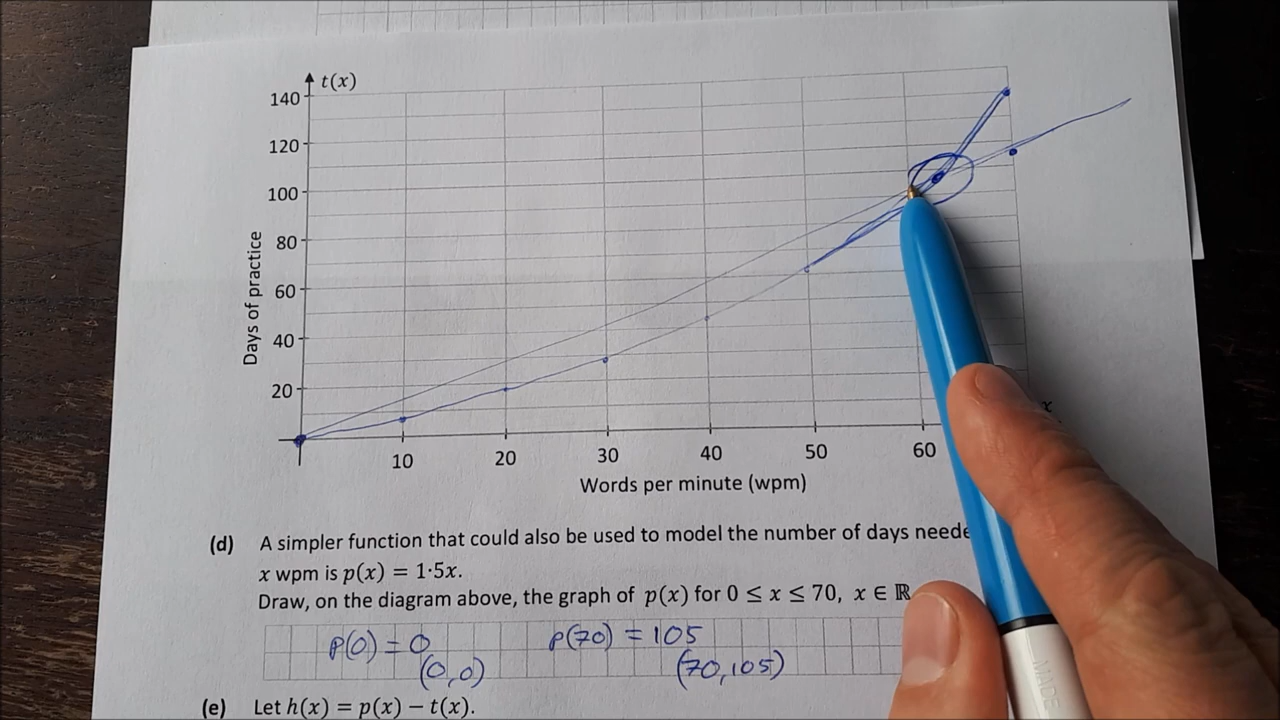 t(x)
140
120
100
80
60
40
20
Days of practice
10 20 30 40 50 60
x
Words per minute (wpm)
(d) A simpler function that could also be used to model the number of days neede
x wpm is p(x) = 1·5x.
Draw, on the diagram above, the graph of p(x) for 0 ≤ x ≤ 70, x ∈ ℝ
p(0) = 0 p(70) = 105
(0,0) (70,105)
(e) Let h(x) = p(x) − t(x).
MADE